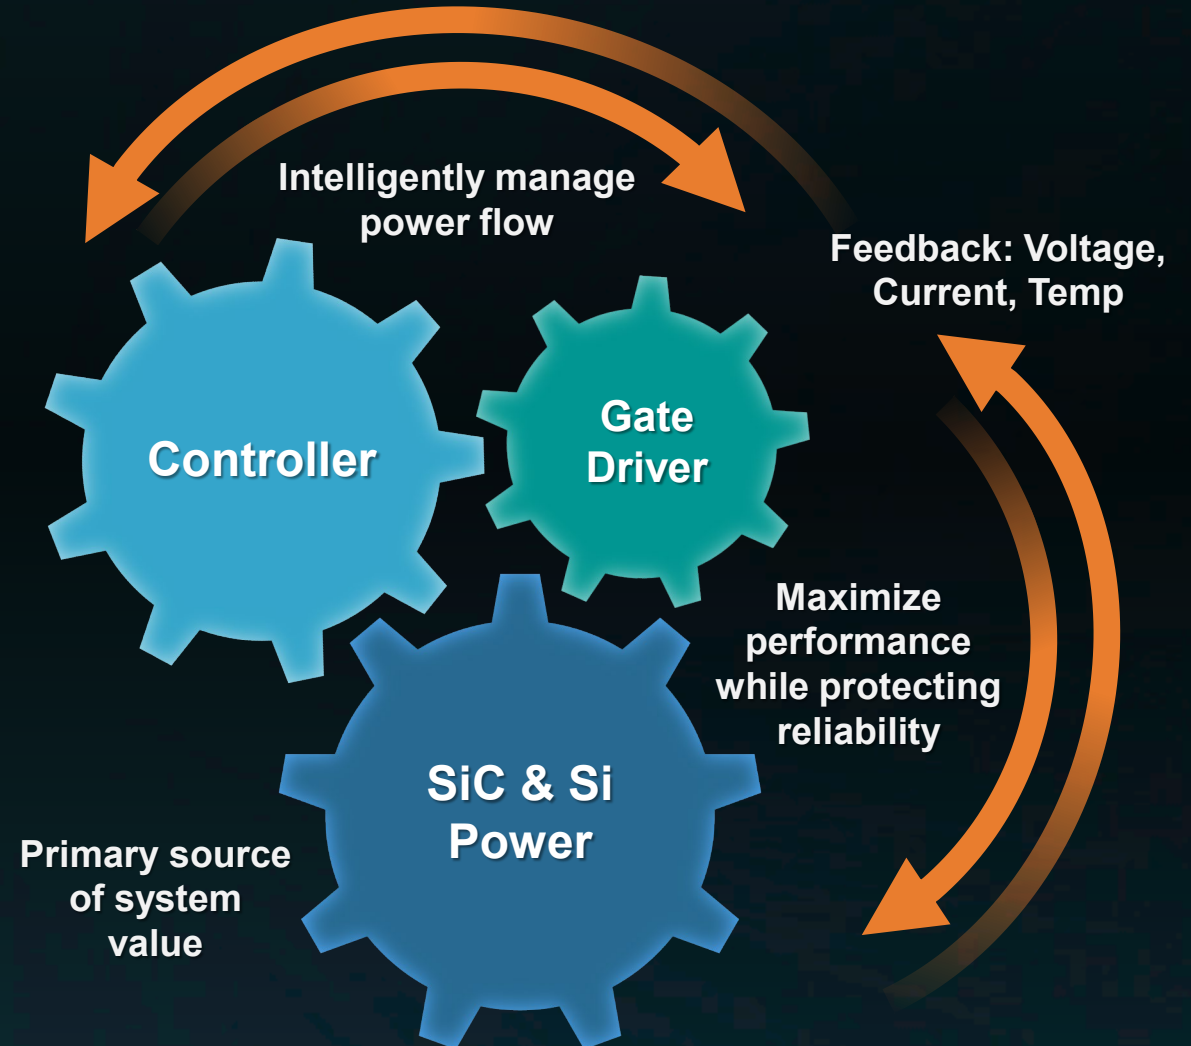 Intelligently manage
power flow
Feedback: Voltage,
Current, Temp
Controller
Gate
Driver
Maximize
performance
while protecting
reliability
SiC & Si
Power
Primary source
of system
value